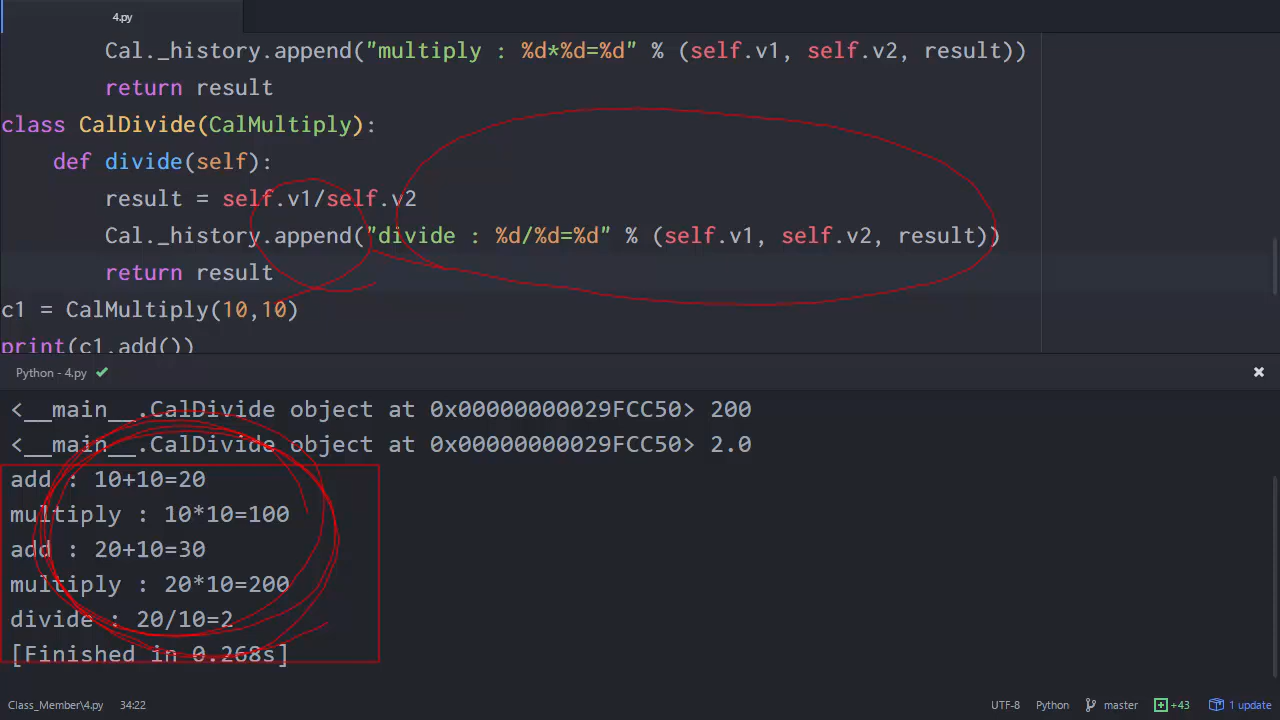 4.py
Cal._history.append("multiply : %d*%d=%d" % (self.v1, self.v2, result))
return result
class CalDivide(CalMultiply):
def divide(self):
result = self.v1/self.v2
Cal._history.append("divide : %d/%d=%d" % (self.v1, self.v2, result))
return result
c1 = CalMultiply(10,10)
print(c1.add())
Python - 4.py
<__main__.CalDivide object at 0x00000000029FCC50> 200
<__main__.CalDivide object at 0x00000000029FCC50> 2.0
add : 10+10=20
multiply : 10*10=100
add : 20+10=30
multiply : 20*10=200
divide : 20/10=2
[Finished in 0.268s]
Class_Member\4.py 34:22 UTF-8 Python master +43 1 update